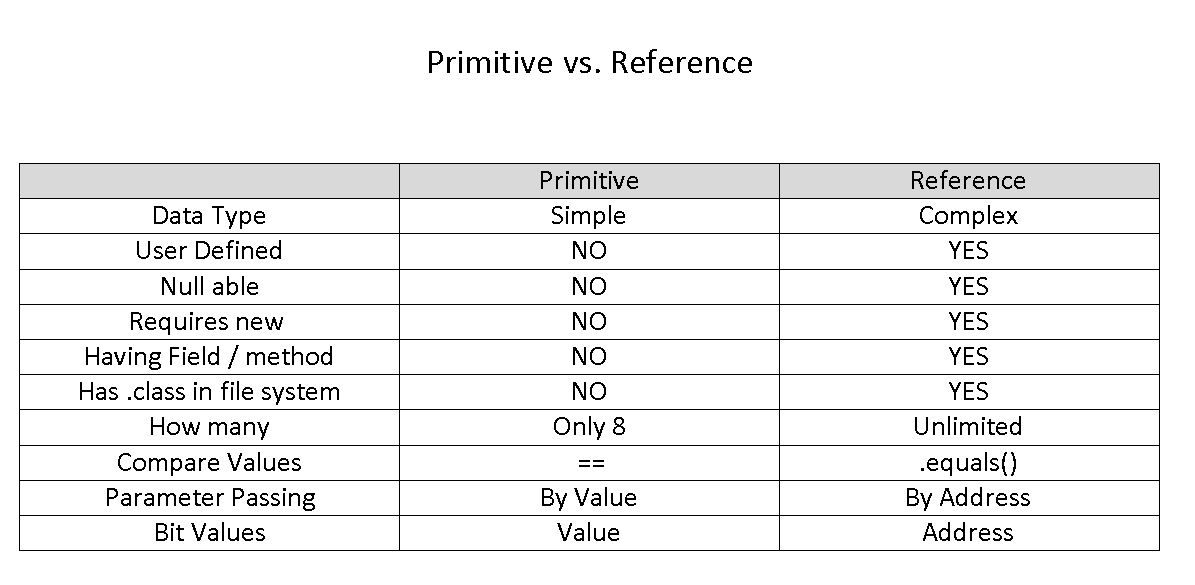 Primitive vs. Reference
Primitive Reference
Data Type Simple Complex
User Defined NO YES
Null able NO YES
Requires new NO YES
Having Field / method NO YES
Has .class in file system NO YES
How many Only 8 Unlimited
Compare Values == .equals()
Parameter Passing By Value By Address
Bit Values Value Address